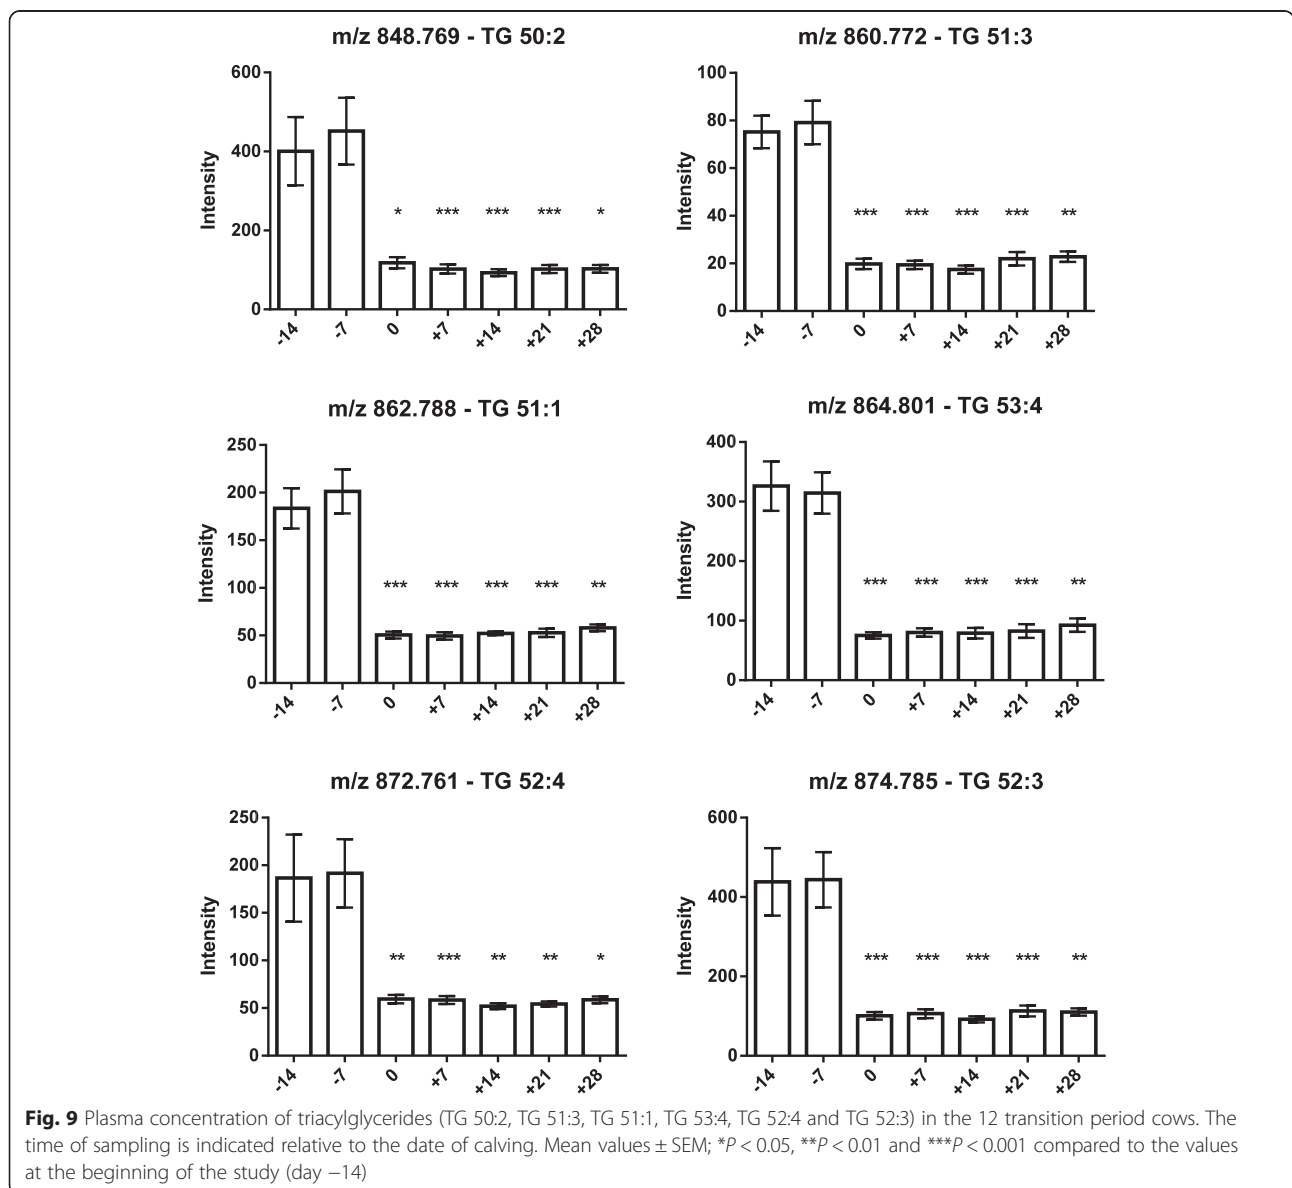 m/z 848.769 - TG 50:2
Intensity
600
400
200
0
* *** *** *** *
-14 -7 0 +7 +14 +21 +28
m/z 860.772 - TG 51:3
Intensity
100
80
60
40
20
0
*** *** *** *** **
-14 -7 0 +7 +14 +21 +28
m/z 862.788 - TG 51:1
Intensity
250
200
150
100
50
0
*** *** *** *** **
-14 -7 0 +7 +14 +21 +28
m/z 864.801 - TG 53:4
Intensity
400
300
200
100
0
*** *** *** *** **
-14 -7 0 +7 +14 +21 +28
m/z 872.761 - TG 52:4
Intensity
250
200
150
100
50
0
** *** ** ** *
-14 -7 0 +7 +14 +21 +28
m/z 874.785 - TG 52:3
Intensity
600
400
200
0
*** *** *** *** **
-14 -7 0 +7 +14 +21 +28
Fig. 9 Plasma concentration of triacylglycerides (TG 50:2, TG 51:3, TG 51:1, TG 53:4, TG 52:4 and TG 52:3) in the 12 transition period cows. The
time of sampling is indicated relative to the date of calving. Mean values ± SEM; *P < 0.05, **P < 0.01 and ***P < 0.001 compared to the values
at the beginning of the study (day −14)